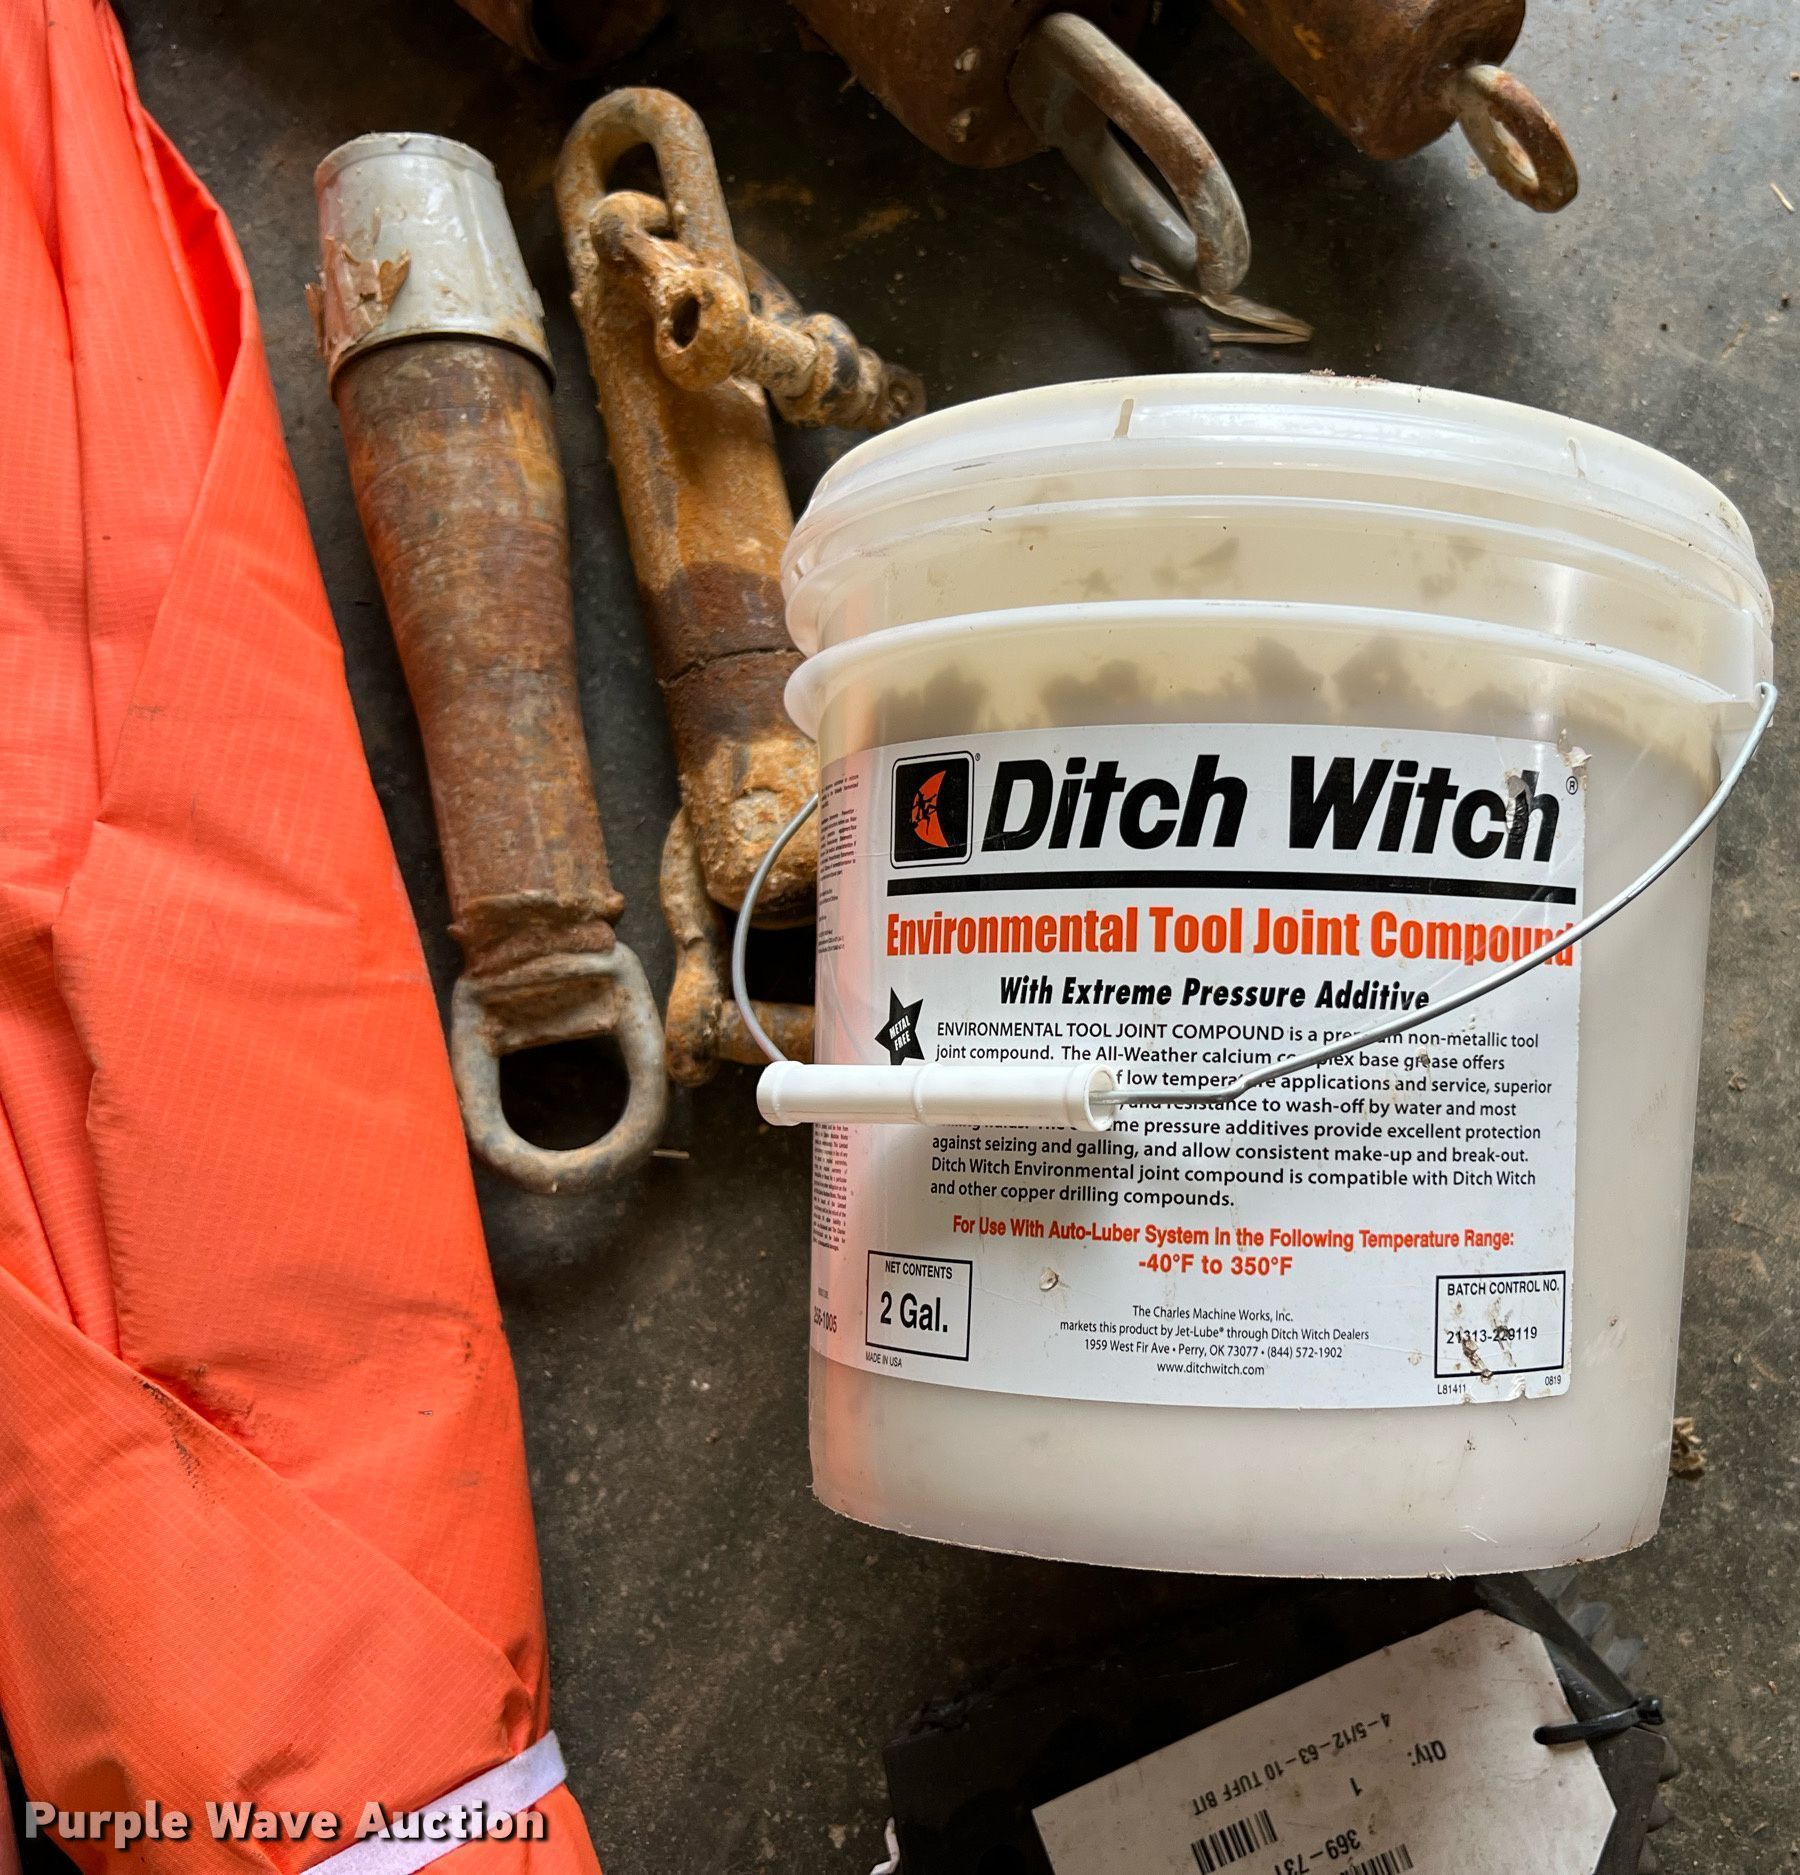 Ditch Witch®
Environmental Tool Joint Compound
With Extreme Pressure Additive
METAL
FREE
ENVIRONMENTAL TOOL JOINT COMPOUND is a non-metallic tool
joint compound. The All-Weather calcium base grease offers
low temperature applications and service, superior
and resistance to wash-off by water and most
pressure additives provide excellent protection
against seizing and galling, and allow consistent make-up and break-out.
Ditch Witch Environmental joint compound is compatible with Ditch Witch
and other copper drilling compounds.
For Use With Auto-Luber System In the Following Temperature Range:
-40°F to 350°F
NET CONTENTS
2 Gal.
MADE IN USA
The Charles Machine Works, Inc.
markets this product by Jet-Lube® through Ditch Witch Dealers
1959 West Fir Ave • Perry, OK 73077 • (844) 572-1902
www.ditchwitch.com
BATCH CONTROL NO.
21313-229119
L81411
0819
4-5/12-63-10 TUFF BIT
Qty:
1
369-731
Purple Wave Auction